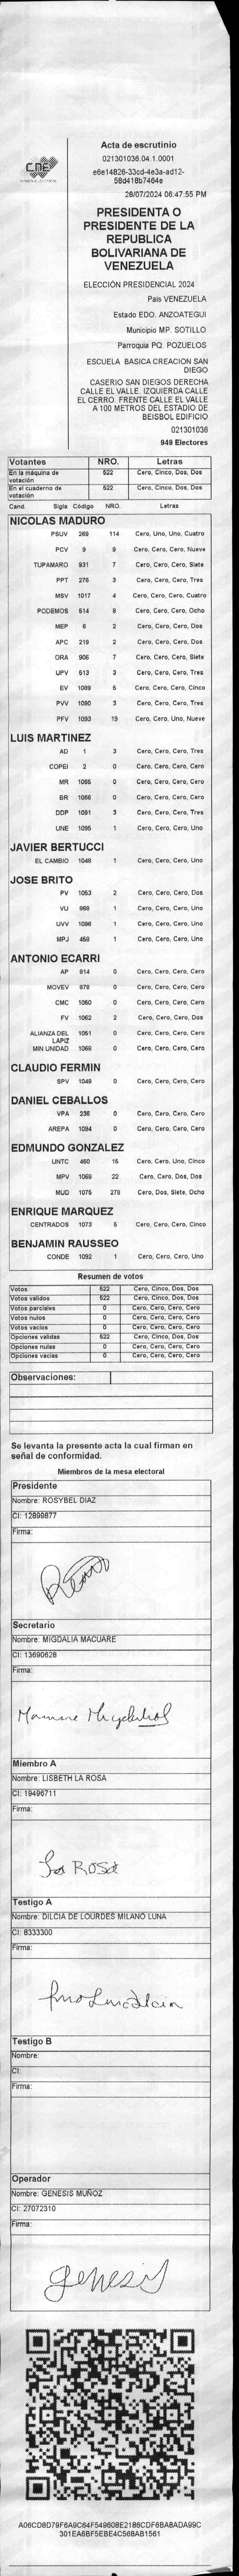 CNE
Acta de escrutinio
021301036.04.1.0001
e6e14826-33cd-4e3a-ad12-
58d418b7464e
28/07/2024 06:47:55 PM
PRESIDENTA O
PRESIDENTE DE LA
REPUBLICA
BOLIVARIANA DE
VENEZUELA
ELECCIÓN PRESIDENCIAL 2024
Pais VENEZUELA
Estado EDO. ANZOATEGUI
Municipio MP. SOTILLO
Parroquia PQ. POZUELOS
ESCUELA BASICA CREACION SAN
DIEGO
CASERIO SAN DIEGOS DERECHA
CALLE EL VALLE. IZQUIERDA CALLE
EL CERRO. FRENTE CALLE EL VALLE
A 100 METROS DEL ESTADIO DE
BEISBOL EDIFICIO
021301036
949 Electores
Votantes NRO. Letras
En la máquina de votación 522 Cero, Cinco, Dos, Dos
En el cuaderno de votación 522 Cero, Cinco, Dos, Dos
Cand. Sigla Código NRO. Letras
NICOLAS MADURO
PSUV 269 114 Cero, Uno, Uno, Cuatro
PCV 9 9 Cero, Cero, Cero, Nueve
TUPAMARO 931 7 Cero, Cero, Cero, Siete
PPT 276 3 Cero, Cero, Cero, Tres
MSV 1017 4 Cero, Cero, Cero, Cuatro
PODEMOS 514 8 Cero, Cero, Cero, Ocho
MEP 6 2 Cero, Cero, Cero, Dos
APC 219 2 Cero, Cero, Cero, Dos
ORA 906 7 Cero, Cero, Cero, Siete
UPV 513 3 Cero, Cero, Cero, Tres
EV 1089 5 Cero, Cero, Cero, Cinco
PVV 1090 3 Cero, Cero, Cero, Tres
PFV 1093 19 Cero, Cero, Uno, Nueve
LUIS MARTINEZ
AD 1 3 Cero, Cero, Cero, Tres
COPEI 2 0 Cero, Cero, Cero, Cero
MR 1065 0 Cero, Cero, Cero, Cero
BR 1066 0 Cero, Cero, Cero, Cero
DDP 1091 3 Cero, Cero, Cero, Tres
UNE 1095 1 Cero, Cero, Cero, Uno
JAVIER BERTUCCI
EL CAMBIO 1048 1 Cero, Cero, Cero, Uno
JOSE BRITO
PV 1053 2 Cero, Cero, Cero, Dos
VU 868 1 Cero, Cero, Cero, Uno
UVV 1096 1 Cero, Cero, Cero, Uno
MPJ 458 1 Cero, Cero, Cero, Uno
ANTONIO ECARRI
AP 814 0 Cero, Cero, Cero, Cero
MOVEV 878 0 Cero, Cero, Cero, Cero
CMC 1050 0 Cero, Cero, Cero, Cero
FV 1062 2 Cero, Cero, Cero, Dos
ALIANZA DEL LAPIZ 1051 0 Cero, Cero, Cero, Cero
MIN UNIDAD 1068 0 Cero, Cero, Cero, Cero
CLAUDIO FERMIN
SPV 1049 0 Cero, Cero, Cero, Cero
DANIEL CEBALLOS
VPA 236 0 Cero, Cero, Cero, Cero
AREPA 1094 0 Cero, Cero, Cero, Cero
EDMUNDO GONZALEZ
UNTC 460 15 Cero, Cero, Uno, Cinco
MPV 1069 22 Cero, Cero, Dos, Dos
MUD 1075 278 Cero, Dos, Siete, Ocho
ENRIQUE MARQUEZ
CENTRADOS 1073 5 Cero, Cero, Cero, Cinco
BENJAMIN RAUSSEO
CONDE 1092 1 Cero, Cero, Cero, Uno
Resumen de votos
Votos 522 Cero, Cinco, Dos, Dos
Votos validos 522 Cero, Cinco, Dos, Dos
Votos parciales 0 Cero, Cero, Cero, Cero
Votos nulos 0 Cero, Cero, Cero, Cero
Votos vacios 0 Cero, Cero, Cero, Cero
Opciones validas 522 Cero, Cinco, Dos, Dos
Opciones nulas 0 Cero, Cero, Cero, Cero
Opciones vacias 0 Cero, Cero, Cero, Cero
Observaciones:
Se levanta la presente acta la cual firman en
señal de conformidad.
Miembros de la mesa electoral
Presidente
Nombre: ROSYBEL DIAZ
CI: 12899877
Firma:
Secretario
Nombre: MIGDALIA MACUARE
CI: 13690628
Firma:
Miembro A
Nombre: LISBETH LA ROSA
CI: 19496711
Firma:
La Rosa
Testigo A
Nombre: DILCIA DE LOURDES MILANO LUNA
CI: 8333300
Firma:
Testigo B
Nombre:
CI:
Firma:
Operador
Nombre: GENESIS MUÑOZ
CI: 27072310
Firma:
genesis
A06CD8D79F6A9C64F549608E2186CDF6BA8ADA99C
301EA6BF5EBE4C568AB1561